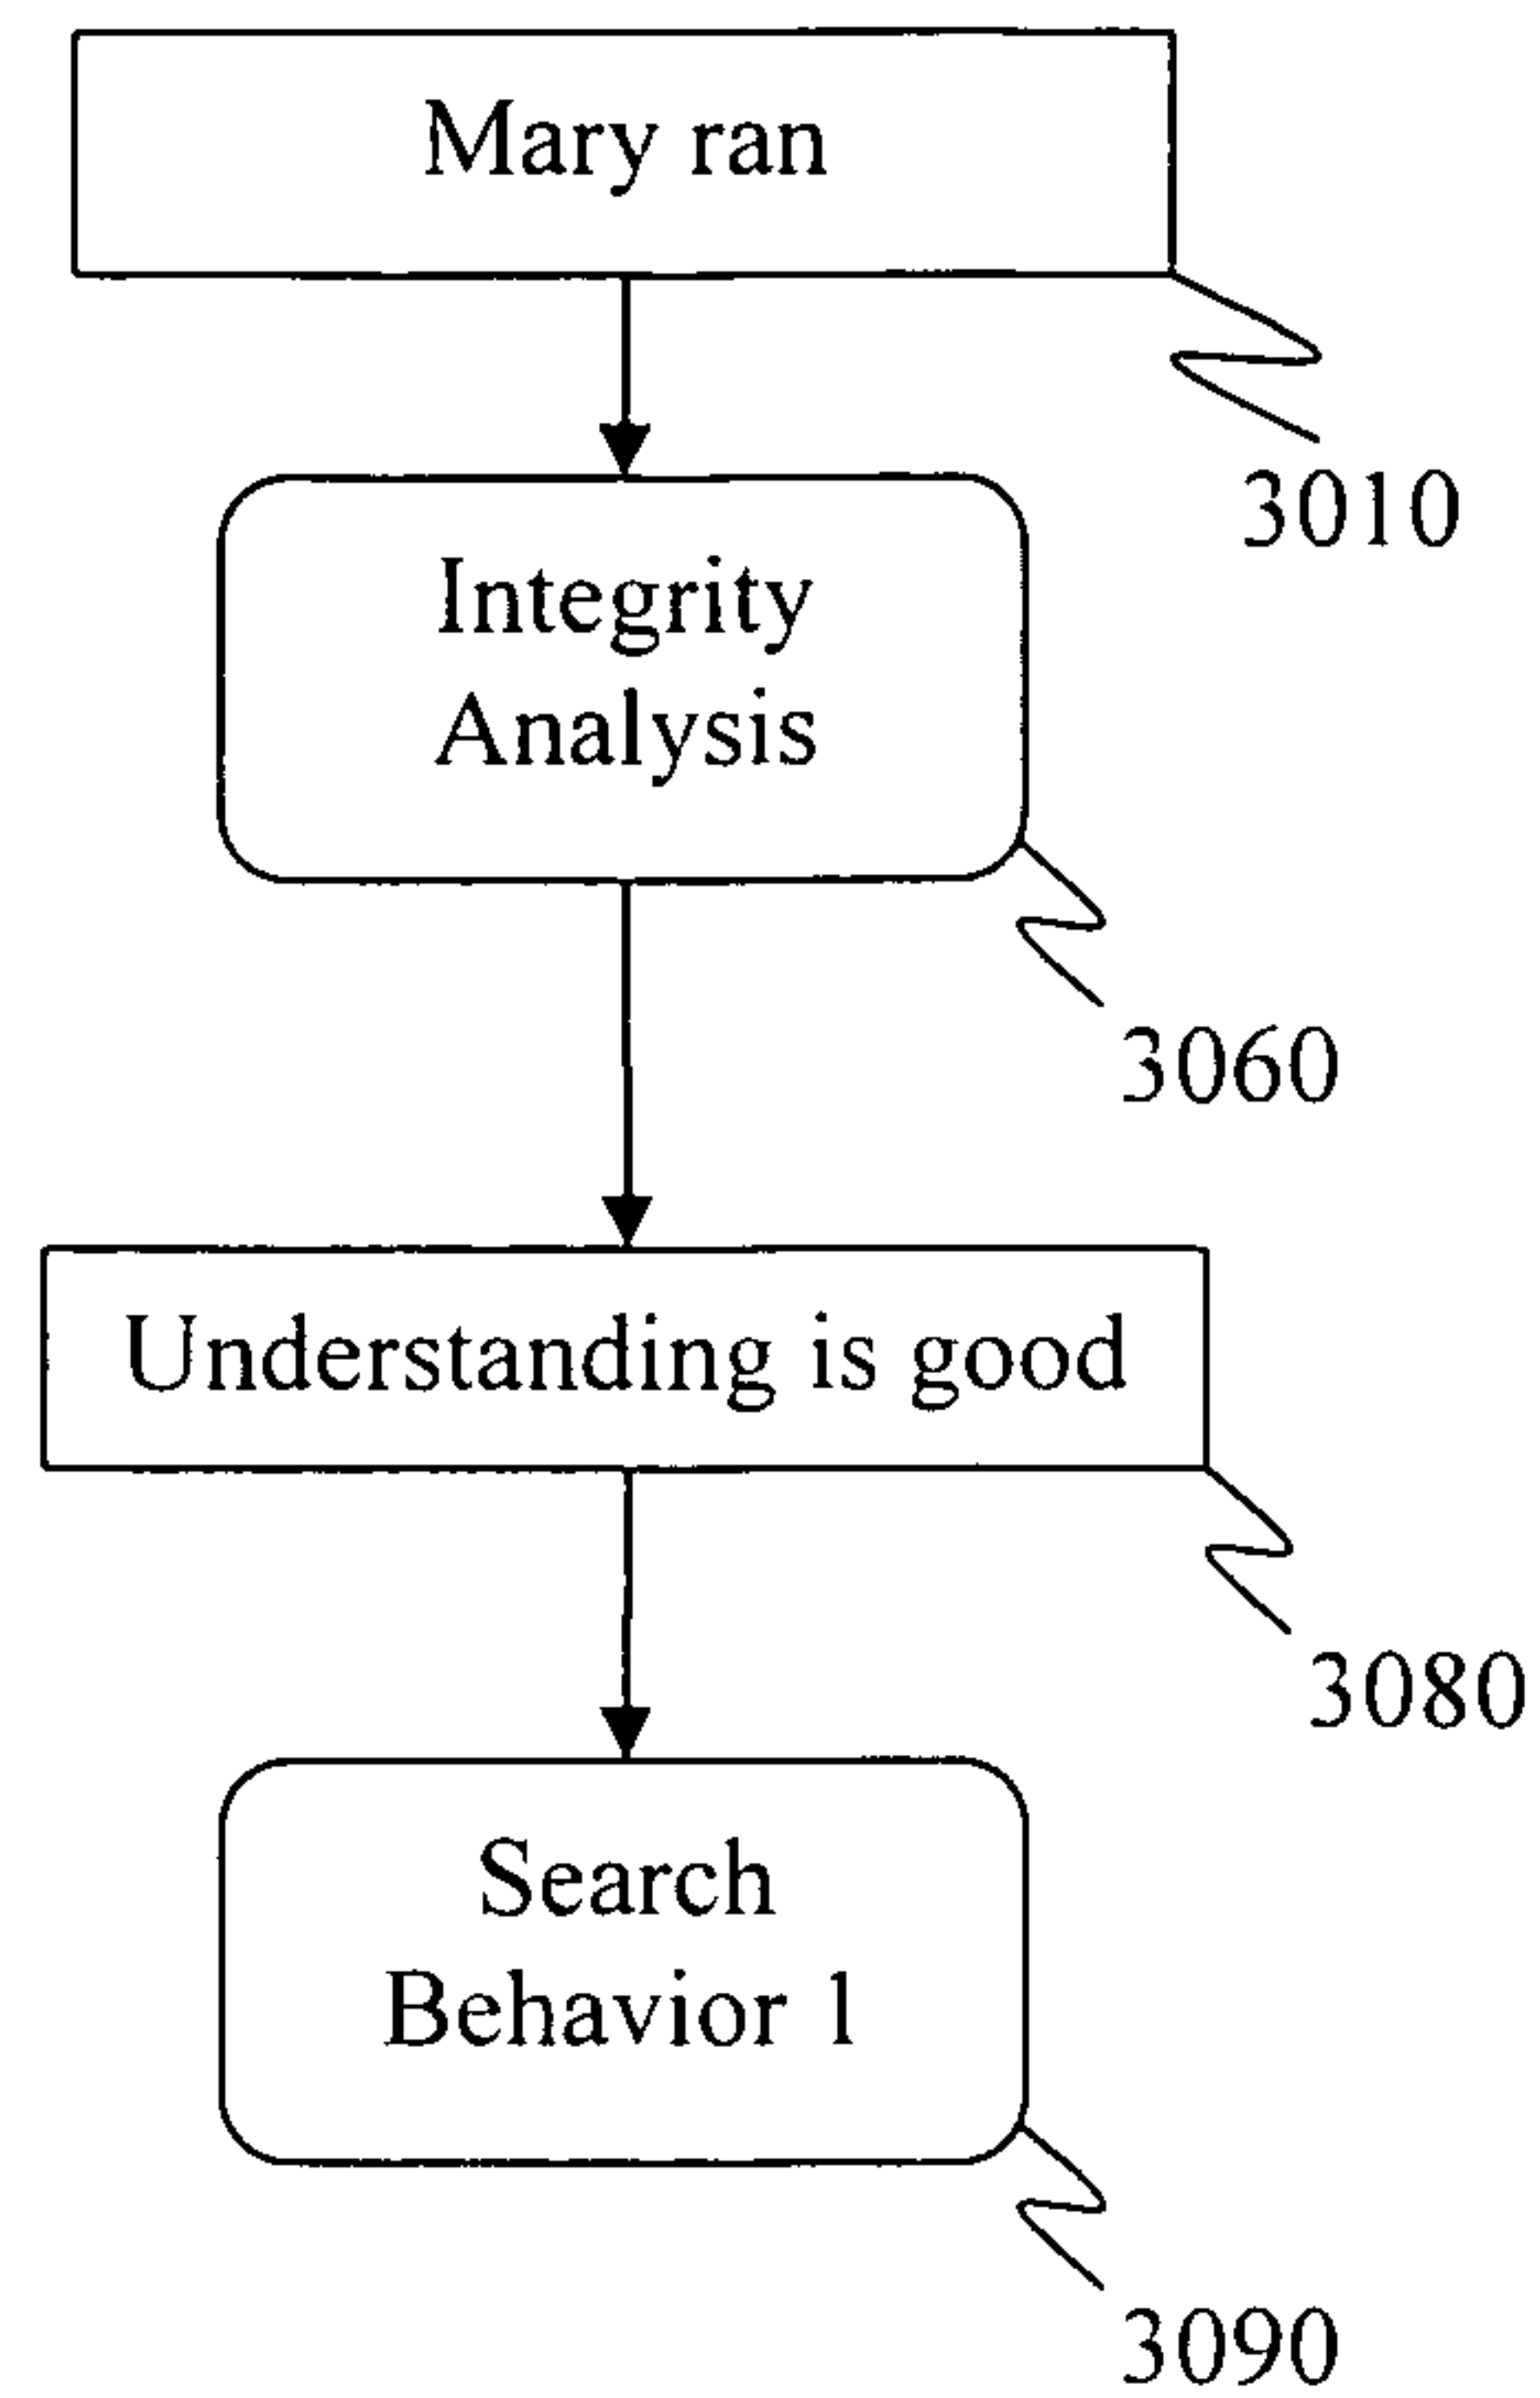 Mary ran
3010
Integrity
Analysis
3060
Understanding is good
3080
Search
Behavior 1
3090